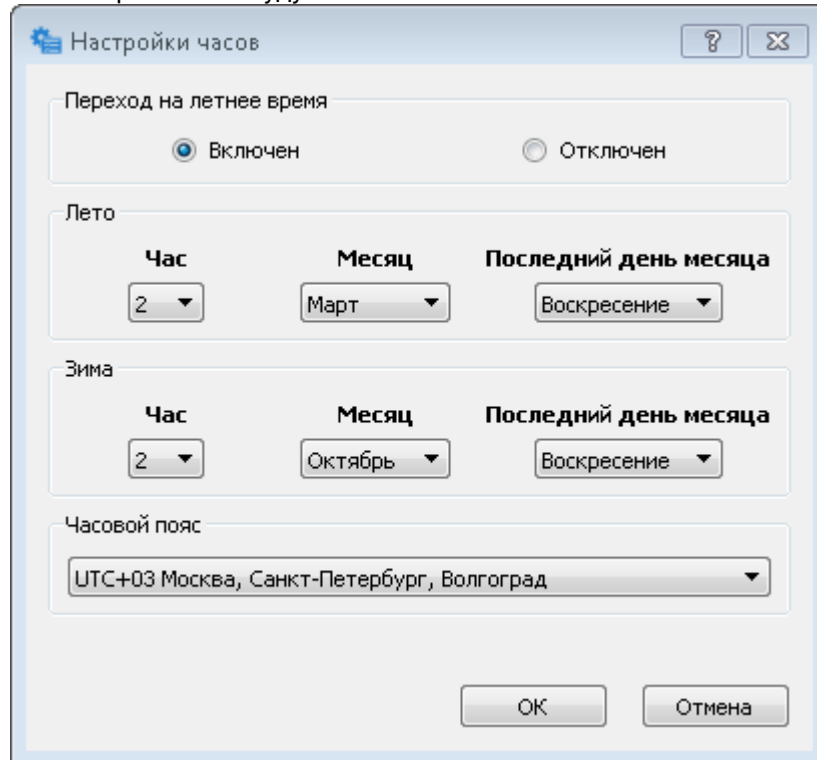 Настройки часов
Переход на летнее время
Включен Отключен
Лето
Час Месяц Последний день месяца
2 Март Воскресение
Зима
Час Месяц Последний день месяца
2 Октябрь Воскресение
Часовой пояс
UTC+03 Москва, Санкт-Петербург, Волгоград
ОК Отмена